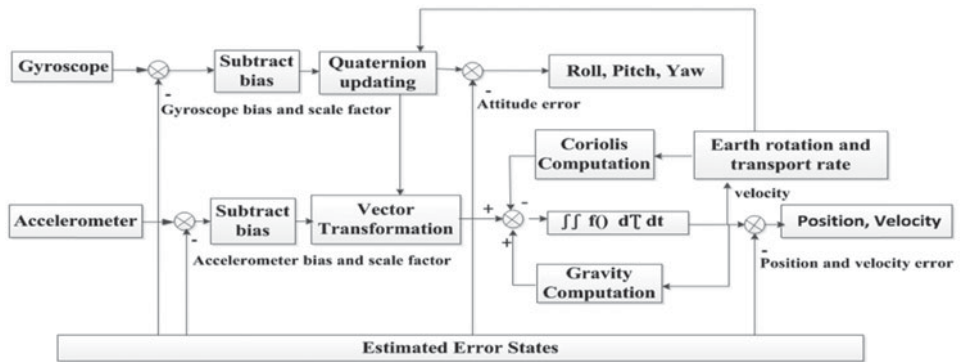 Gyroscope
Subtract
bias
Quaternion
updating
Roll, Pitch, Yaw
-
Gyroscope bias and scale factor
-
Attitude error
Coriolis
Computation
Earth rotation and
transport rate
velocity
Accelerometer
Subtract
bias
Vector
Transformation
+
-
∫∫ f() dτ dt
Position, Velocity
-
Accelerometer bias and scale factor
+
Gravity
Computation
-
Position and velocity error
Estimated Error States